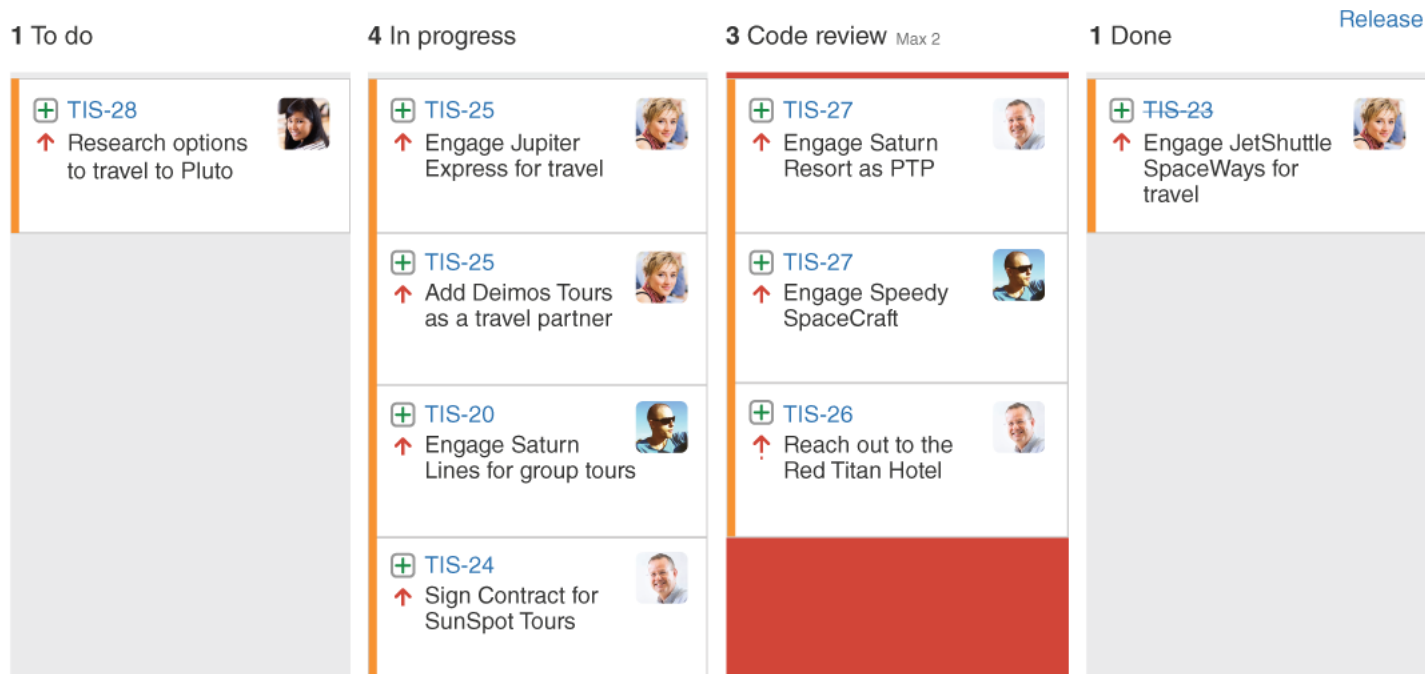 Release
1 To do
4 In progress
3 Code review Max 2
1 Done
TIS-28
Research options
to travel to Pluto
TIS-25
Engage Jupiter
Express for travel
TIS-25
Add Deimos Tours
as a travel partner
TIS-20
Engage Saturn
Lines for group tours
TIS-24
Sign Contract for
SunSpot Tours
TIS-27
Engage Saturn
Resort as PTP
TIS-27
Engage Speedy
SpaceCraft
TIS-26
Reach out to the
Red Titan Hotel
TIS-23
Engage JetShuttle
SpaceWays for
travel